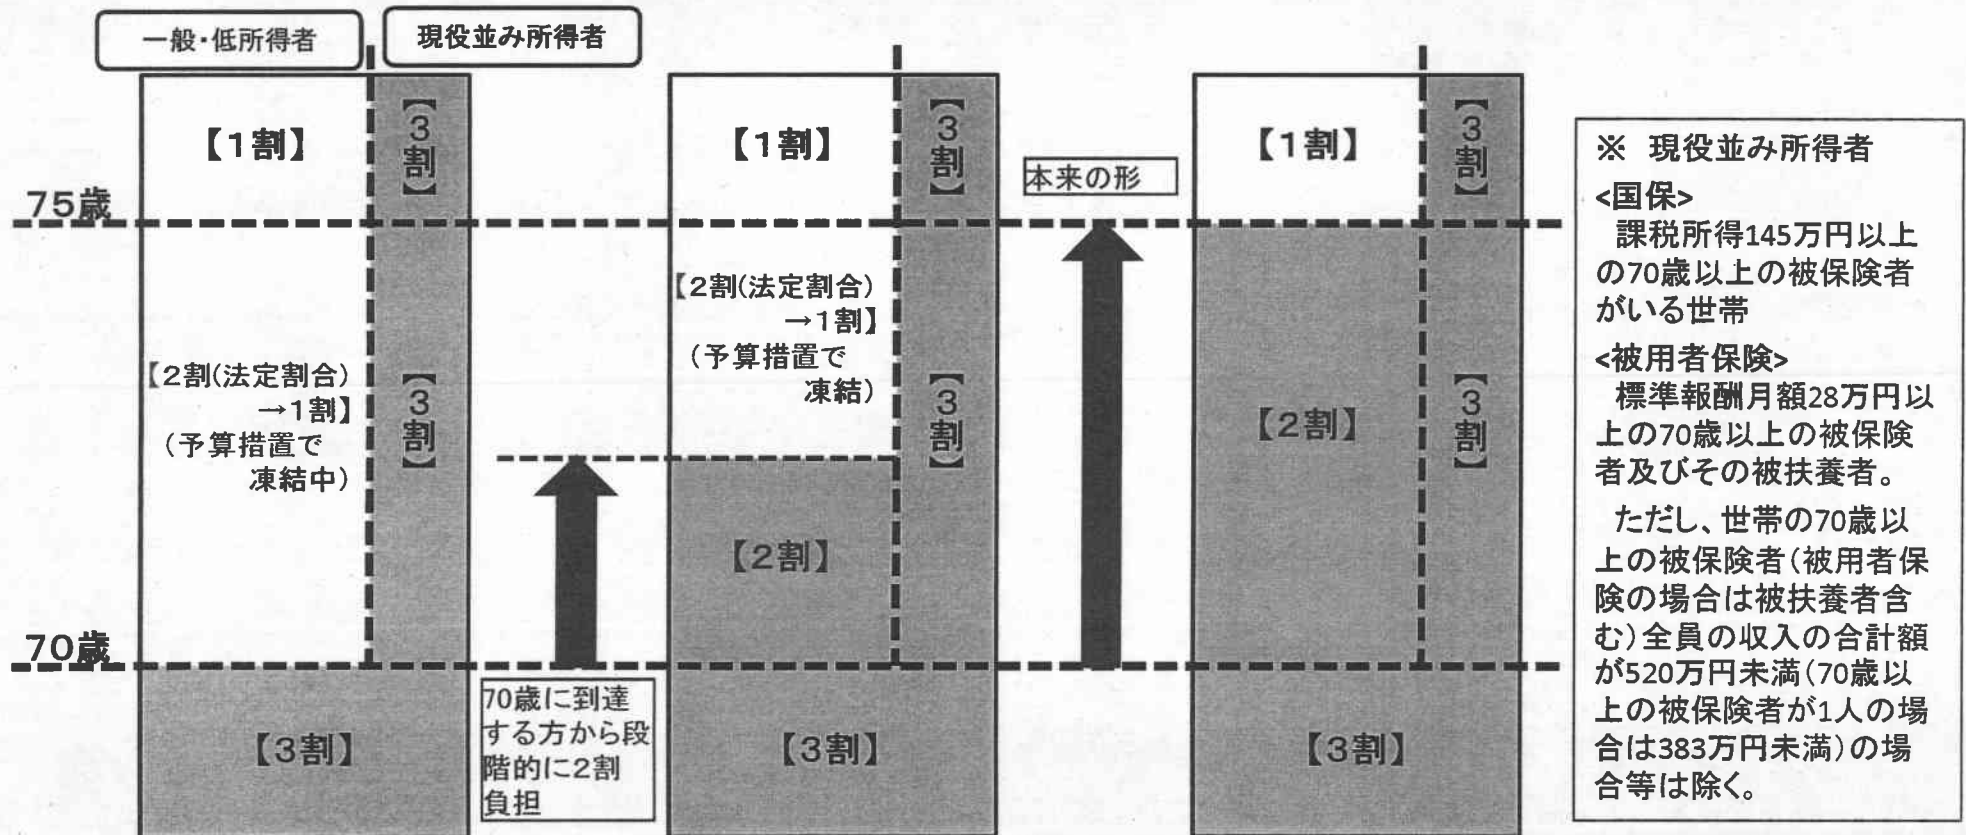 一般・低所得者
現役並み所得者
75歳
70歳
【1割】
【3割】
【2割(法定割合)
→1割】
(予算措置で
凍結中)
【3割】
【3割】
70歳に到達
する方から段
階的に2割
負担
【1割】
【3割】
【2割(法定割合)
→1割】
(予算措置で
凍結)
【3割】
【2割】
【3割】
本来の形
【1割】
【3割】
【2割】
【3割】
【3割】
※ 現役並み所得者
<国保>
課税所得145万円以上
の70歳以上の被保険者
がいる世帯
<被用者保険>
標準報酬月額28万円以
上の70歳以上の被保険
者及びその被扶養者。
ただし、世帯の70歳以
上の被保険者(被用者保
険の場合は被扶養者含
む)全員の収入の合計額
が520万円未満(70歳以
上の被保険者が1人の場
合は383万円未満)の場
合等は除く。